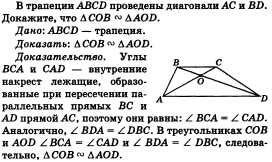 В трапеции ABCD проведены диагонали AC и BD.
Докажите, что △COB ∾ △AOD.
Дано: ABCD —
трапеция.
Доказать: △COB ∾
∾ △AOD.
Доказательство. Углы
BCA и CAD — внутренние
накрест лежащие, образо-
ванные при пересечении па-
раллельных прямых BC и
AD прямой AC, поэтому они равны: ∠ BCA = ∠ CAD.
Аналогично, ∠ BDA = ∠ DBC. В треугольниках COB
и AOD ∠BCA = ∠CAD и ∠ BDA = ∠ DBC, следова-
тельно, △COB ∾ △AOD.
B
C
O
A
D